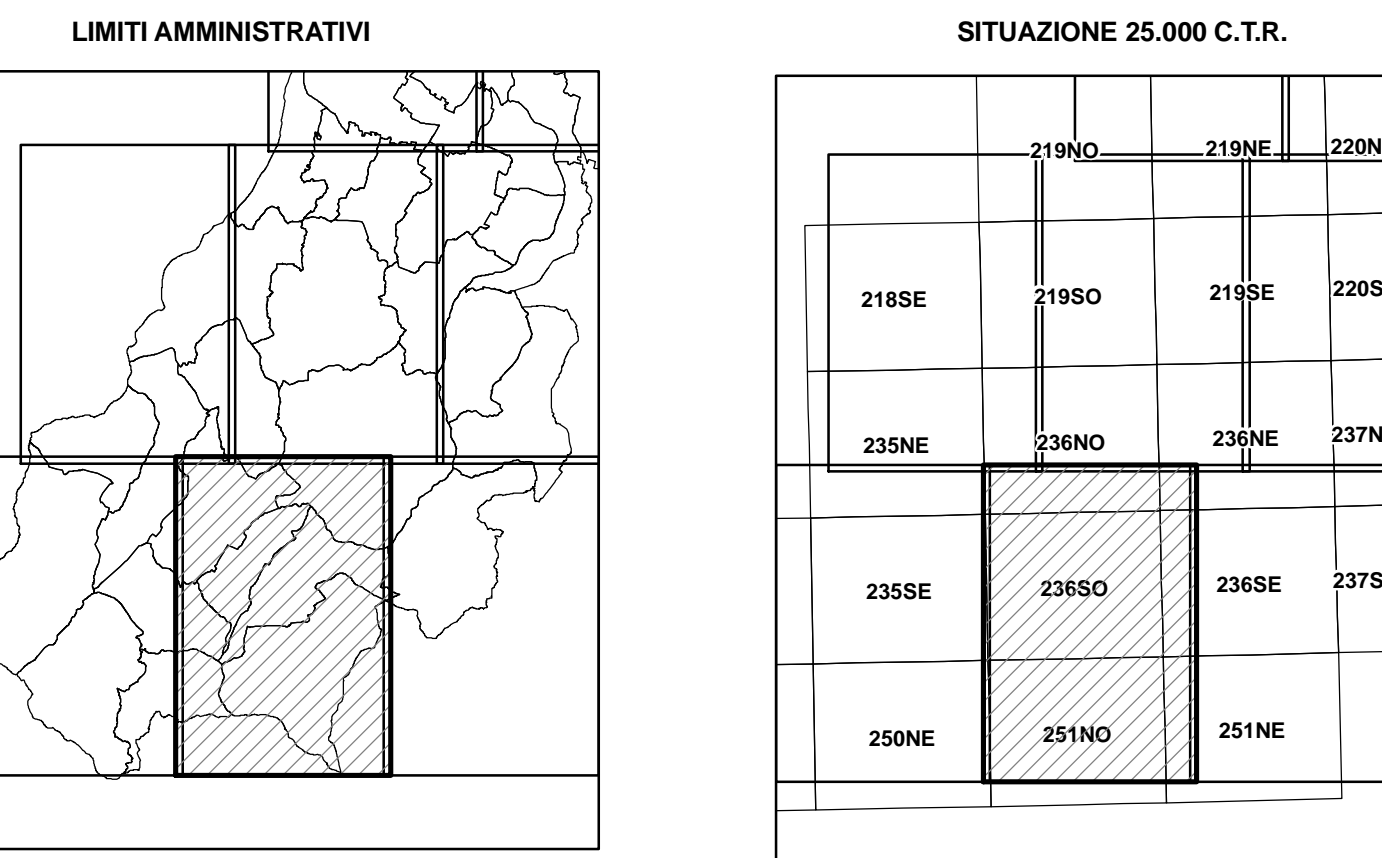 LIMITI AMMINISTRATIVI
SITUAZIONE 25.000 C.T.R.
219NO 219NE 220N
218SE 219SO 219SE 220S
235NE 236NO 236NE 237N
235SE 236SO 236SE 237S
250NE 251NO 251NE